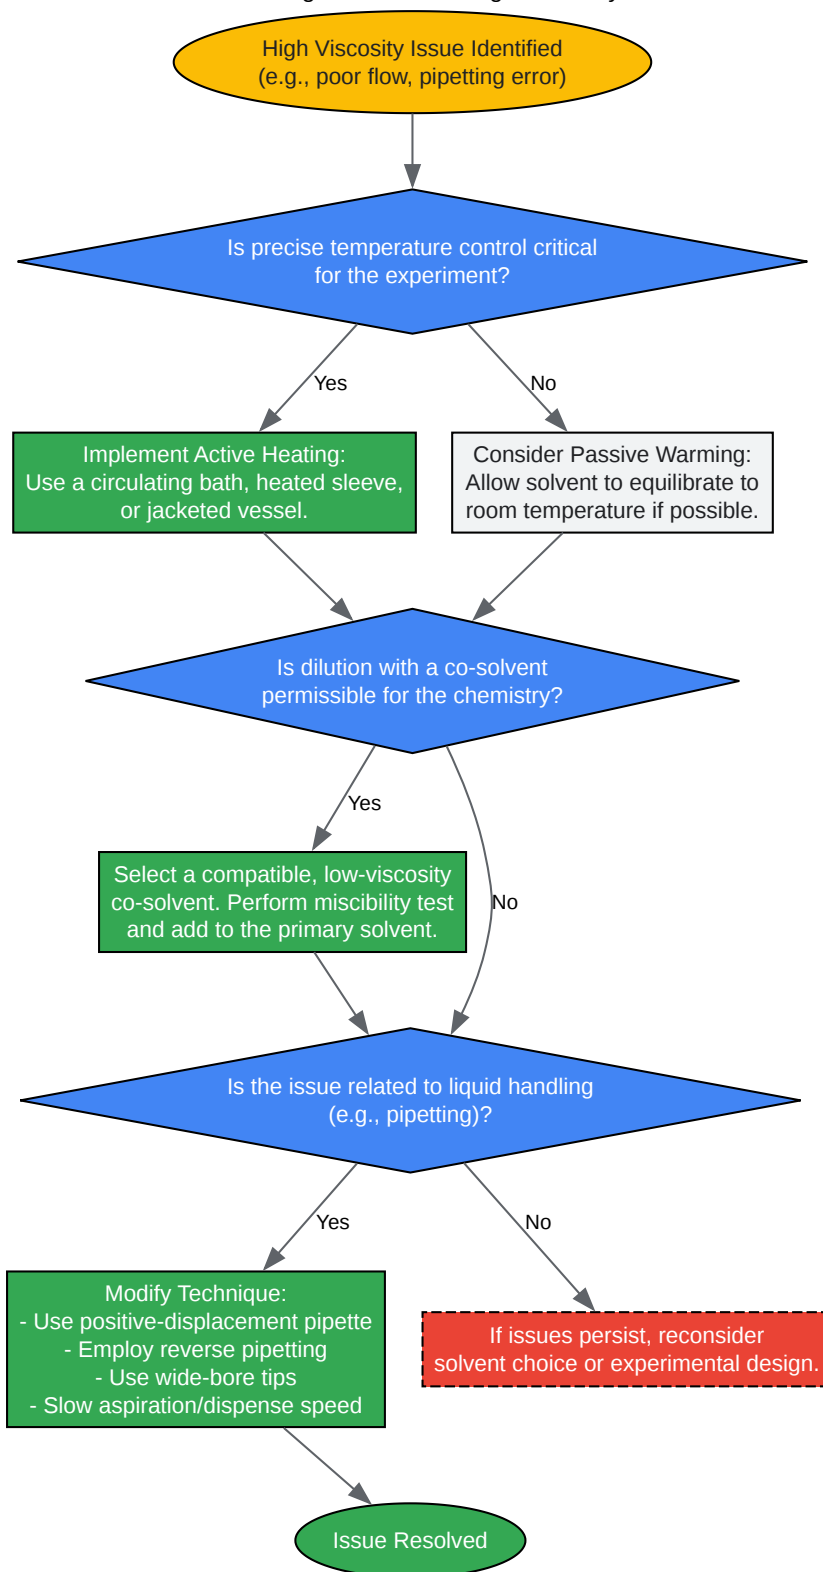 High Viscosity Issue Identified
(e.g., poor flow, pipetting error)
Is precise temperature control critical
for the experiment?
Yes
No
Implement Active Heating:
Use a circulating bath, heated sleeve,
or jacketed vessel.
Consider Passive Warming:
Allow solvent to equilibrate to
room temperature if possible.
Is dilution with a co-solvent
permissible for the chemistry?
Yes
Select a compatible, low-viscosity
co-solvent. Perform miscibility test
and add to the primary solvent.
No
Is the issue related to liquid handling
(e.g., pipetting)?
Yes
No
Modify Technique:
- Use positive-displacement pipette
- Employ reverse pipetting
- Use wide-bore tips
- Slow aspiration/dispense speed
If issues persist, reconsider
solvent choice or experimental design.
Issue Resolved